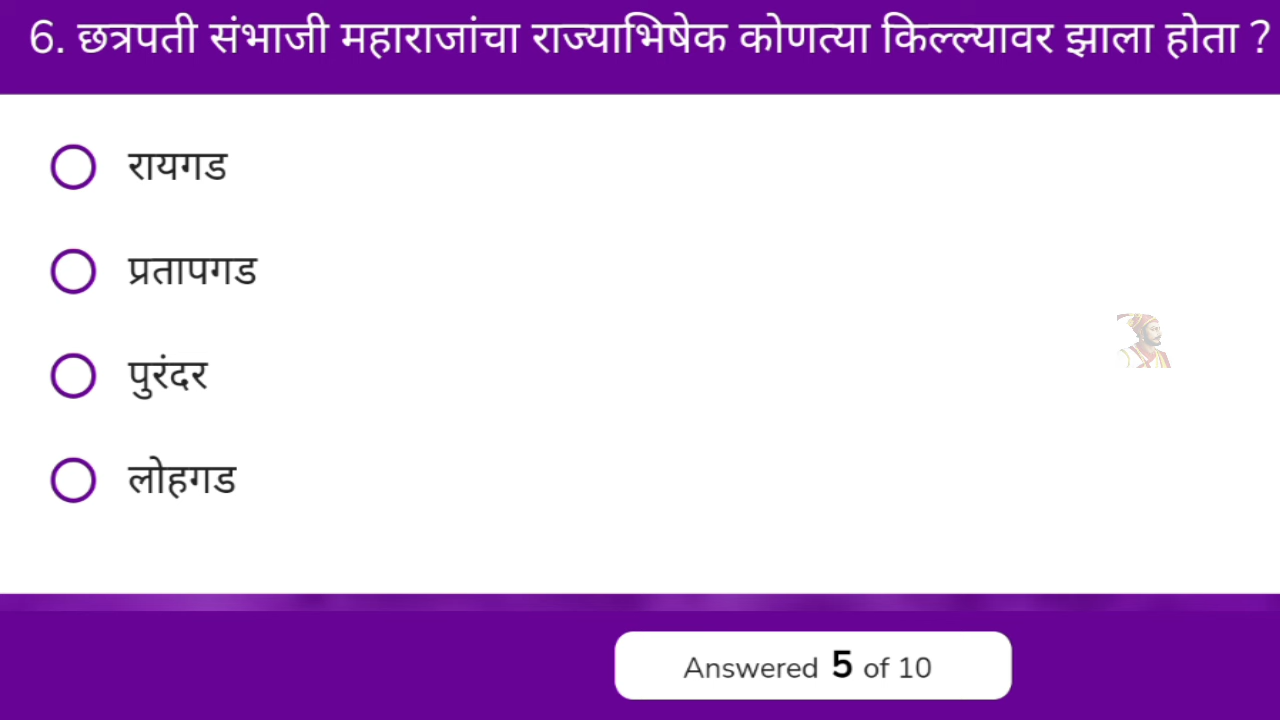 6. छत्रपती संभाजी महाराजांचा राज्याभिषेक कोणत्या किल्ल्यावर झाला होता ?
रायगड
प्रतापगड
पुरंदर
लोहगड
Answered 5 of 10